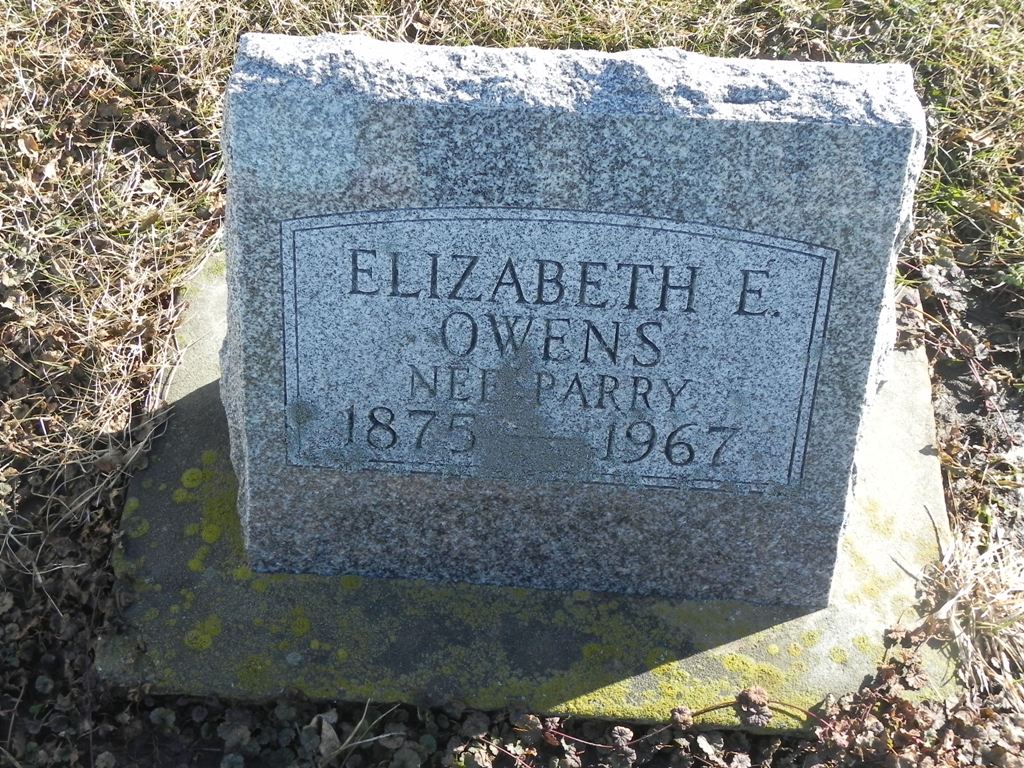 ELIZABETH E.
OWENS
NEE PARRY
1875 1967